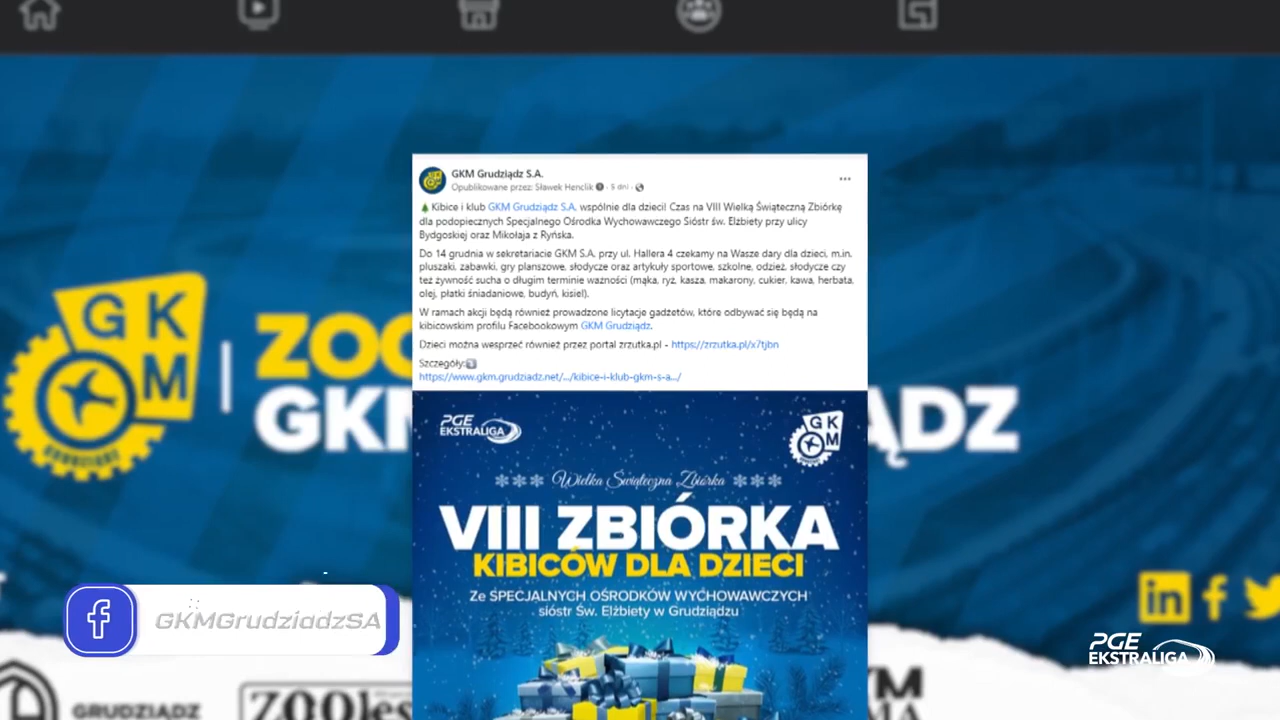 GKM Grudziądz S.A.
Opublikowane przez: Sławek Henclik · 5 dni ·
Kibice i klub GKM Grudziądz S.A. wspólnie dla dzieci! Czas na VIII Wielką Świąteczną Zbiórkę
dla podopiecznych Specjalnego Ośrodka Wychowawczego Sióstr św. Elżbiety przy ulicy
Bydgoskiej oraz Mikołaja z Ryńska.
Do 14 grudnia w sekretariacie GKM S.A. przy ul. Hallera 4 czekamy na Wasze dary dla dzieci, m.in.
pluszaki, zabawki, gry planszowe, słodycze oraz artykuły sportowe, szkolne, odzież, słodycze czy
też żywność sucha o długim terminie ważności (mąka, ryż, kasza, makarony, cukier, kawa, herbata,
olej, płatki śniadaniowe, budyń, kisiel).
W ramach akcji będą również prowadzone licytacje gadżetów, które odbywać się będą na
kibicowskim profilu Facebookowym GKM Grudziądz.
Dzieci można wesprzeć również przez portal zrzutka.pl - https://zrzutka.pl/x7tjbn
Szczegóły:
https://www.gkm.grudziadz.net/.../kibice-i-klub-gkm-s-a.../
GKM
GRUDZIĄDZ
ZOO
GKM
ĄDZ
PGE
EKSTRALIGA
GKM
Wielka Świąteczna Zbiórka
VIII ZBIÓRKA
KIBICÓW DLA DZIECI
Ze SPECJALNYCH OŚRODKÓW WYCHOWAWCZYCH
sióstr Św. Elżbiety w Grudziądzu
GKMGrudziadzSA
in f
PGE
EKSTRALIGA
GRUDZIĄDZ
ZOOles